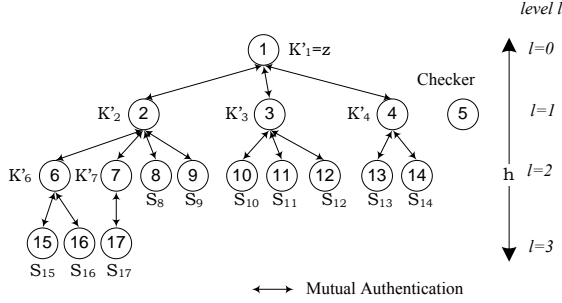 level l
1 K'₁=z l=0
Checker
K'₂ 2 K'₃ 3 K'₄ 4 5 l=1
K'₆ 6 K'₇ 7 8 9 10 11 12 13 14 h l=2
S₈ S₉ S₁₀ S₁₁ S₁₂ S₁₃ S₁₄
15 16 17 l=3
S₁₅ S₁₆ S₁₇
Mutual Authentication